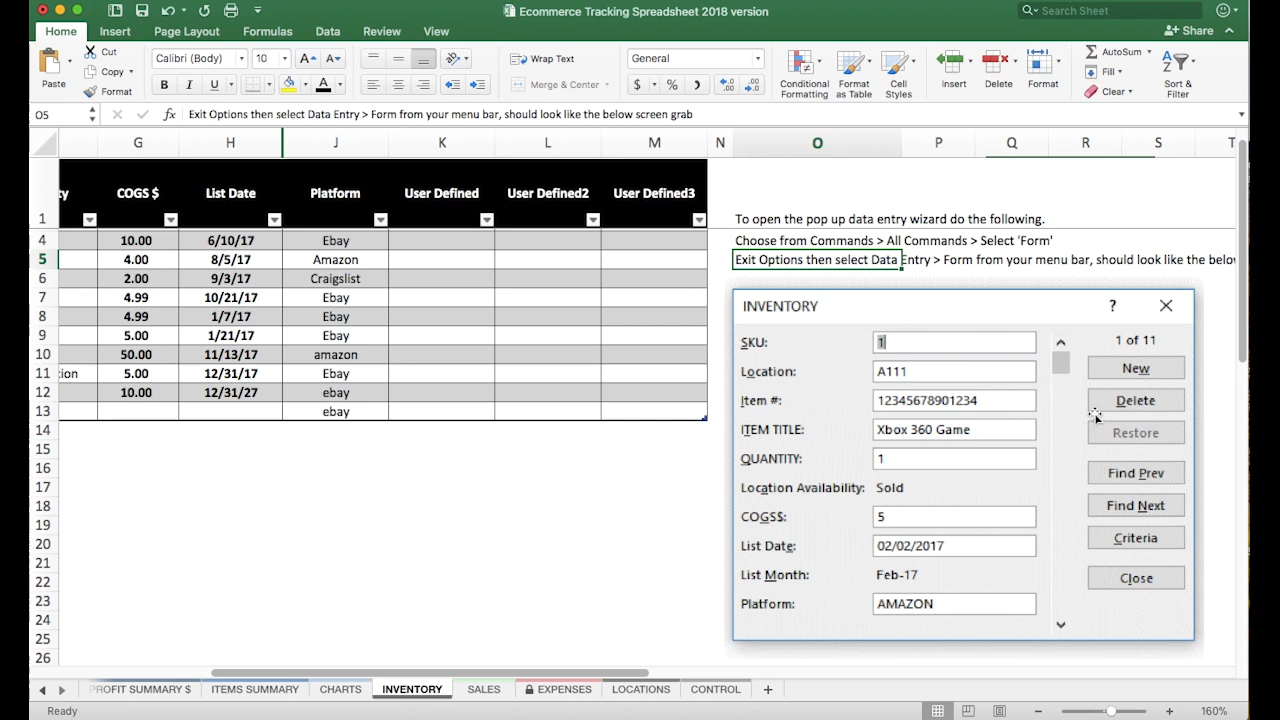 Ecommerce Tracking Spreadsheet 2018 version
Search Sheet
Home Insert Page Layout Formulas Data Review View
Share
Paste
Cut
Copy
Format
Calibri (Body) 10
A A
B I U
A
Wrap Text
Merge & Center
General
$ %
Conditional Formatting
Format as Table
Cell Styles
Insert
Delete
Format
AutoSum
Fill
Clear
Sort & Filter
O5
fx Exit Options then select Data Entry > Form from your menu bar, should look like the below screen grab
G H J K L M N O P Q R S T
1 ty COGS $ List Date Platform User Defined User Defined2 User Defined3
To open the pop up data entry wizard do the following.
4 10.00 6/10/17 Ebay Choose from Commands > All Commands > Select 'Form'
5 4.00 8/5/17 Amazon Exit Options then select Data Entry > Form from your menu bar, should look like the belov
6 2.00 9/3/17 Craigslist
7 4.99 10/21/17 Ebay
8 4.99 1/7/17 Ebay
9 5.00 1/21/17 Ebay
10 50.00 11/13/17 amazon
11 tion 5.00 12/31/17 Ebay
12 10.00 12/31/27 ebay
13 ebay
14
15
16
17
18
19
20
21
22
23
24
25
26
INVENTORY ?
SKU: 1
Location: A111
Item #: 12345678901234
ITEM TITLE: Xbox 360 Game
QUANTITY: 1
Location Availability: Sold
COGS$: 5
List Date: 02/02/2017
List Month: Feb-17
Platform: AMAZON
1 of 11
New
Delete
Restore
Find Prev
Find Next
Criteria
Close
PROFIT SUMMARY $ ITEMS SUMMARY CHARTS INVENTORY SALES EXPENSES LOCATIONS CONTROL +
Ready
160%